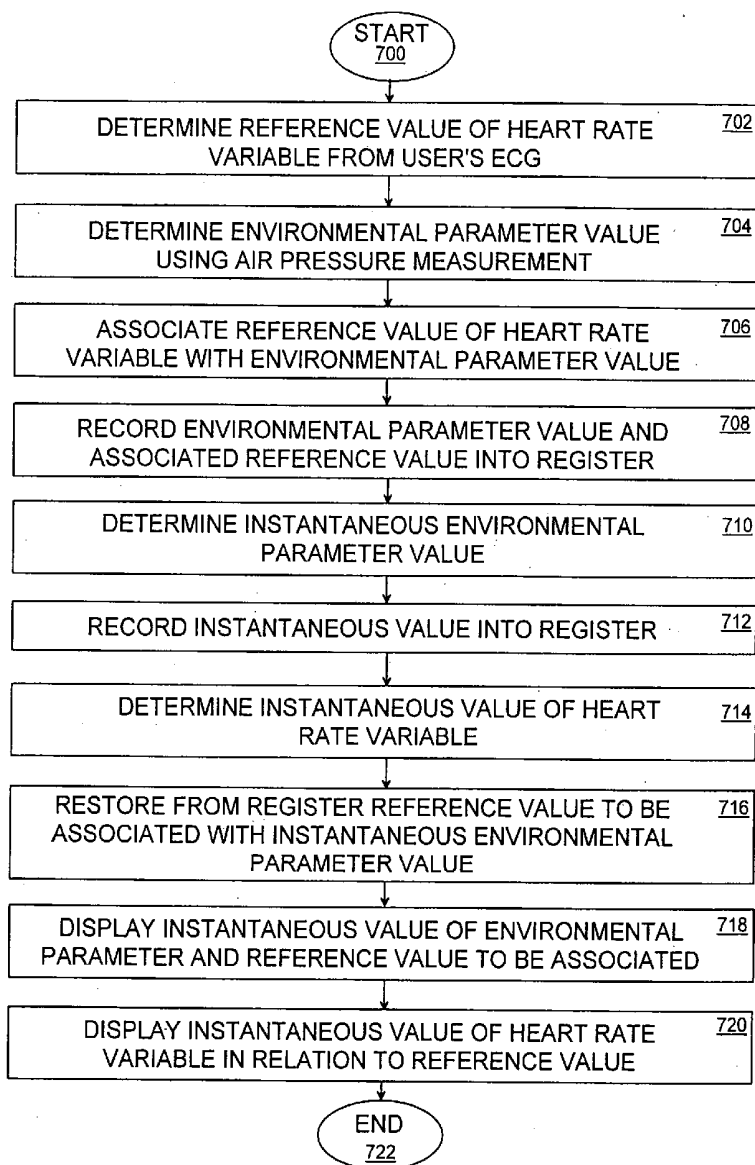 START
700
DETERMINE REFERENCE VALUE OF HEART RATE
VARIABLE FROM USER'S ECG
702
DETERMINE ENVIRONMENTAL PARAMETER VALUE
USING AIR PRESSURE MEASUREMENT
704
ASSOCIATE REFERENCE VALUE OF HEART RATE
VARIABLE WITH ENVIRONMENTAL PARAMETER VALUE
706
RECORD ENVIRONMENTAL PARAMETER VALUE AND
ASSOCIATED REFERENCE VALUE INTO REGISTER
708
DETERMINE INSTANTANEOUS ENVIRONMENTAL
PARAMETER VALUE
710
RECORD INSTANTANEOUS VALUE INTO REGISTER
712
DETERMINE INSTANTANEOUS VALUE OF HEART
RATE VARIABLE
714
RESTORE FROM REGISTER REFERENCE VALUE TO BE
ASSOCIATED WITH INSTANTANEOUS ENVIRONMENTAL
PARAMETER VALUE
716
DISPLAY INSTANTANEOUS VALUE OF ENVIRONMENTAL
PARAMETER AND REFERENCE VALUE TO BE ASSOCIATED
718
DISPLAY INSTANTANEOUS VALUE OF HEART RATE
VARIABLE IN RELATION TO REFERENCE VALUE
720
END
722